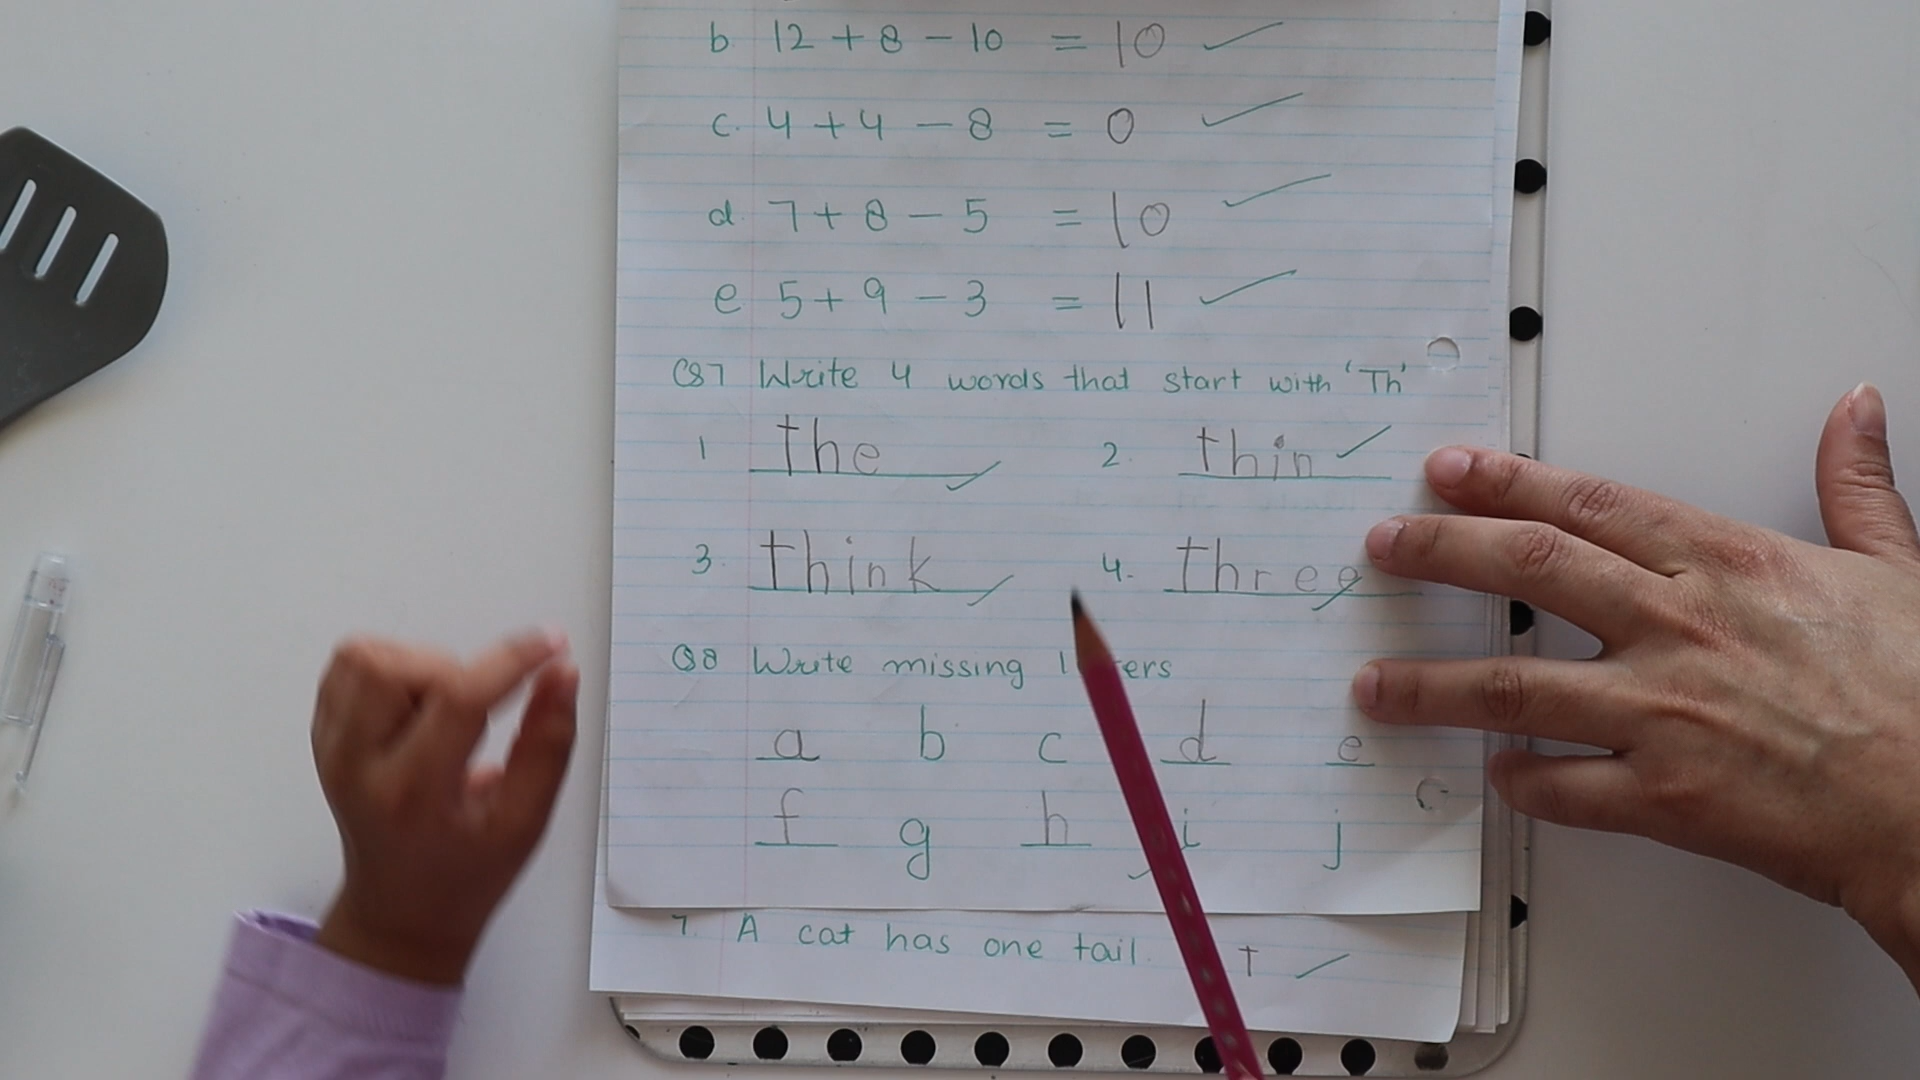 b 12 + 8 - 10 = 10
c. 4 + 4 - 8 = 0
d. 7 + 8 - 5 = 10
e 5 + 9 - 3 = 11
Q7 Write 4 words that start with 'Th'
1 the 2. thin
3. think 4. three
Q8 Write missing
a b c d e
f g h i j
7. A cat has one tail. T